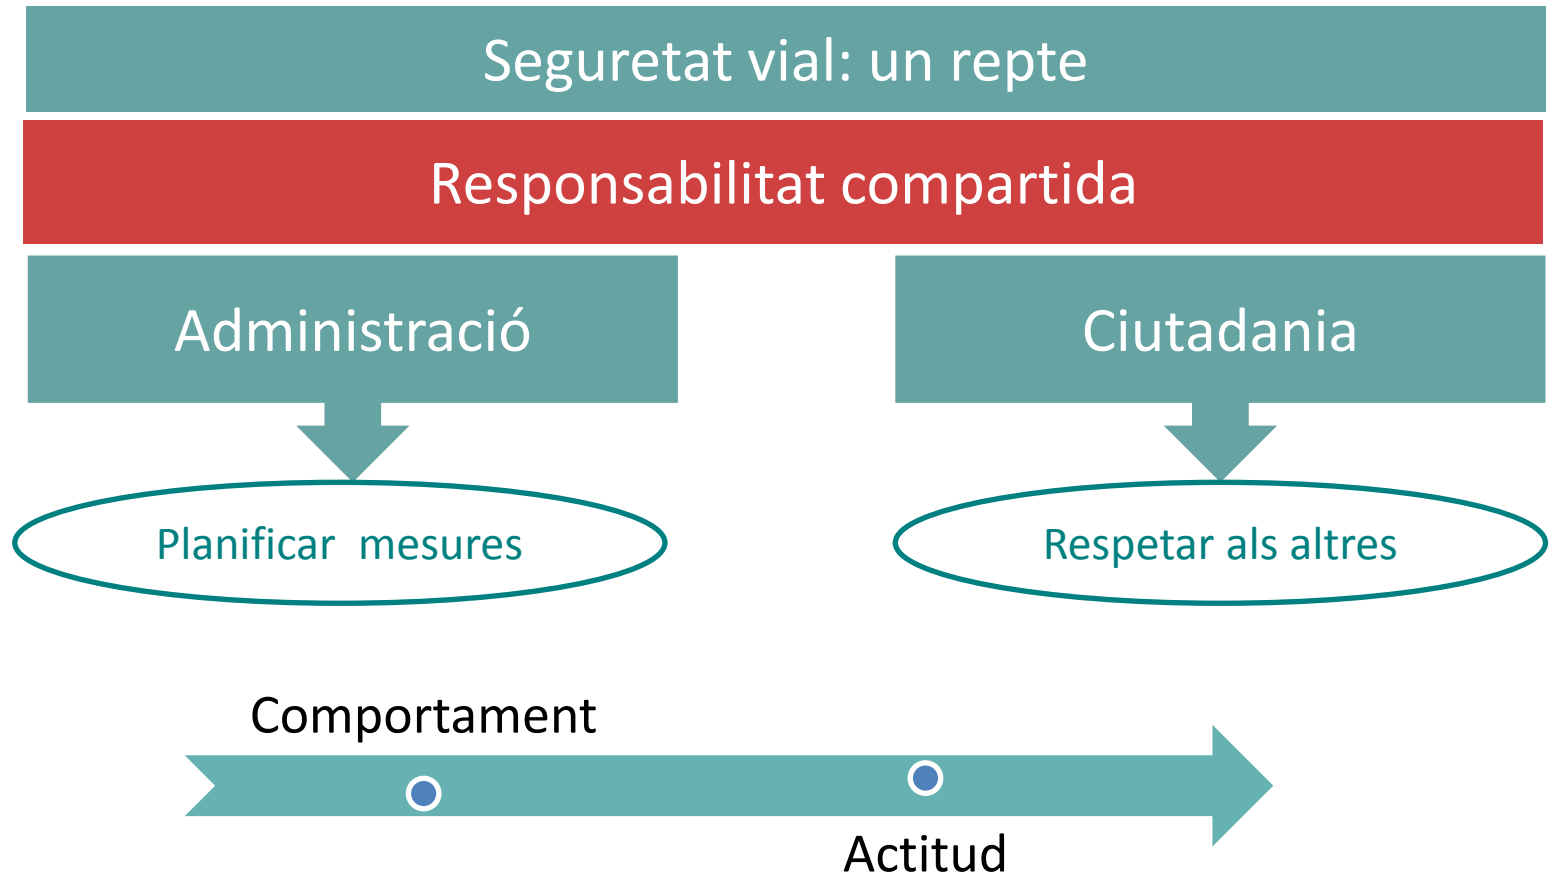 Seguretat vial: un repte
Responsabilitat compartida
Administració
Ciutadania
Planificar mesures
Respetar als altres
Comportament
Actitud